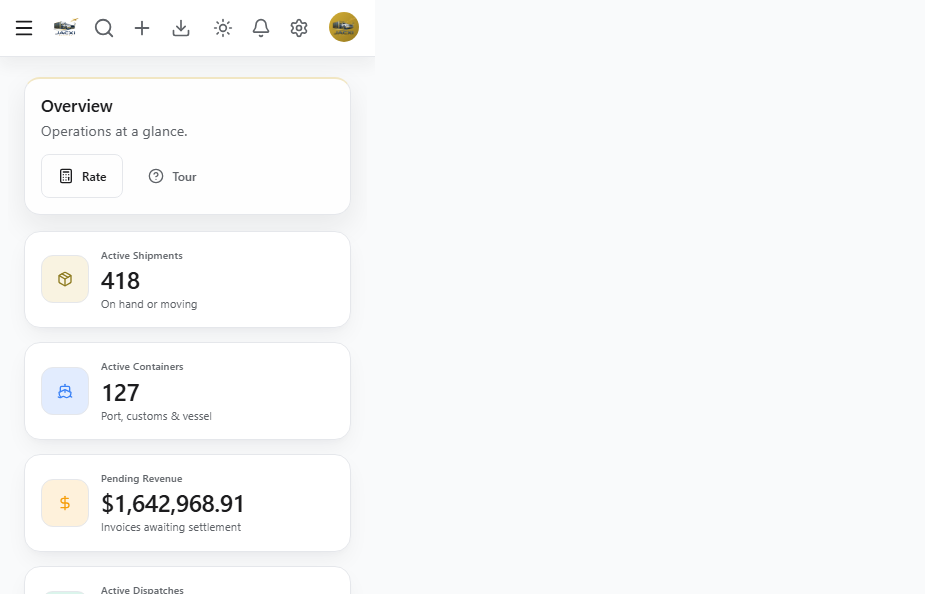 JACXI
Overview
Operations at a glance.
Rate
Tour
Active Shipments
418
On hand or moving
Active Containers
127
Port, customs & vessel
Pending Revenue
$1,642,968.91
Invoices awaiting settlement
Active Dispatches